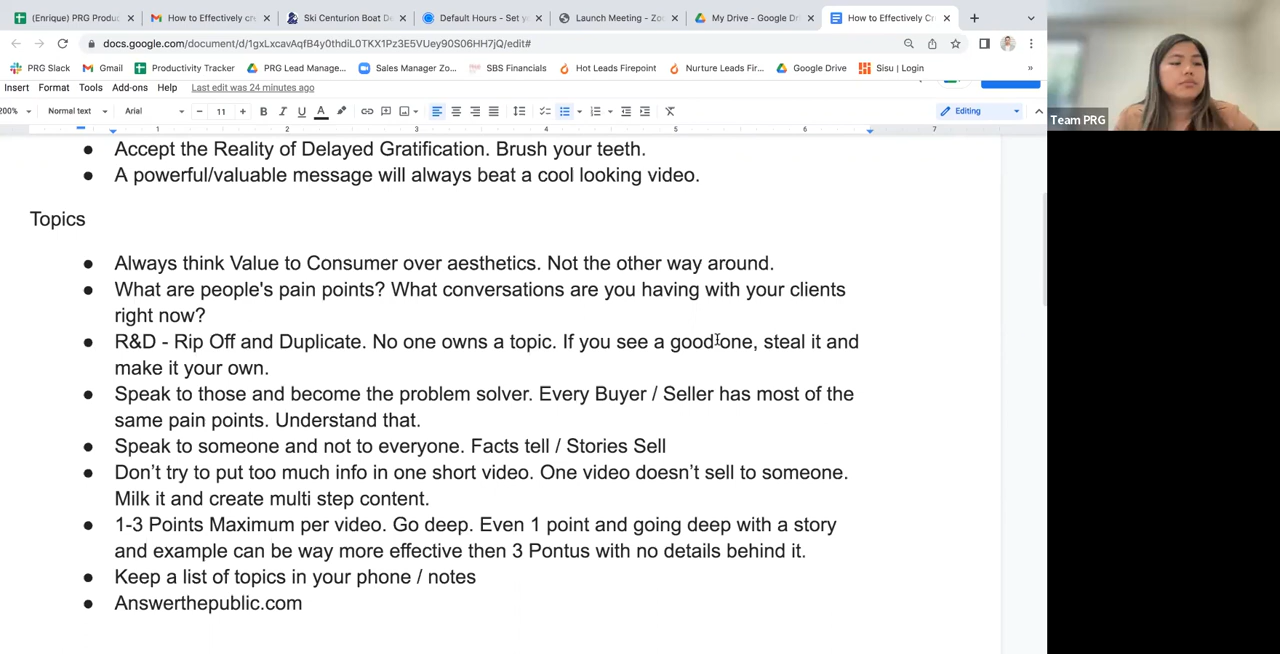 (Enrique) PRG Produc
How to Effectively Cr
Ski Centurion Boat De
Default Hours - Set y
Launch Meeting - Zoo
My Drive - Google Dr
How to Effectively Cr
docs.google.com/document/d/1gxLxcavAqfB4y0thdiL0TKX1Pz3E5VUey90S06HH7jQ/edit#
PRG Slack
Gmail
Productivity Tracker
PRG Lead Manage...
Sales Manager Zo...
SBS Financials
Hot Leads Firepoint
Nurture Leads Fir...
Google Drive
Sisu | Login
»
Insert Format Tools Add-ons Help Last edit was 24 minutes ago
200% Normal text Arial − 11 + B I U A Editing
1 2 3 4 5 6 7
Team PRG
● Accept the Reality of Delayed Gratification. Brush your teeth.
● A powerful/valuable message will always beat a cool looking video.
Topics
● Always think Value to Consumer over aesthetics. Not the other way around.
● What are people's pain points? What conversations are you having with your clients
right now?
● R&D - Rip Off and Duplicate. No one owns a topic. If you see a good one, steal it and
make it your own.
● Speak to those and become the problem solver. Every Buyer / Seller has most of the
same pain points. Understand that.
● Speak to someone and not to everyone. Facts tell / Stories Sell
● Don’t try to put too much info in one short video. One video doesn’t sell to someone.
Milk it and create multi step content.
● 1-3 Points Maximum per video. Go deep. Even 1 point and going deep with a story
and example can be way more effective then 3 Pontus with no details behind it.
● Keep a list of topics in your phone / notes
● Answerthepublic.com